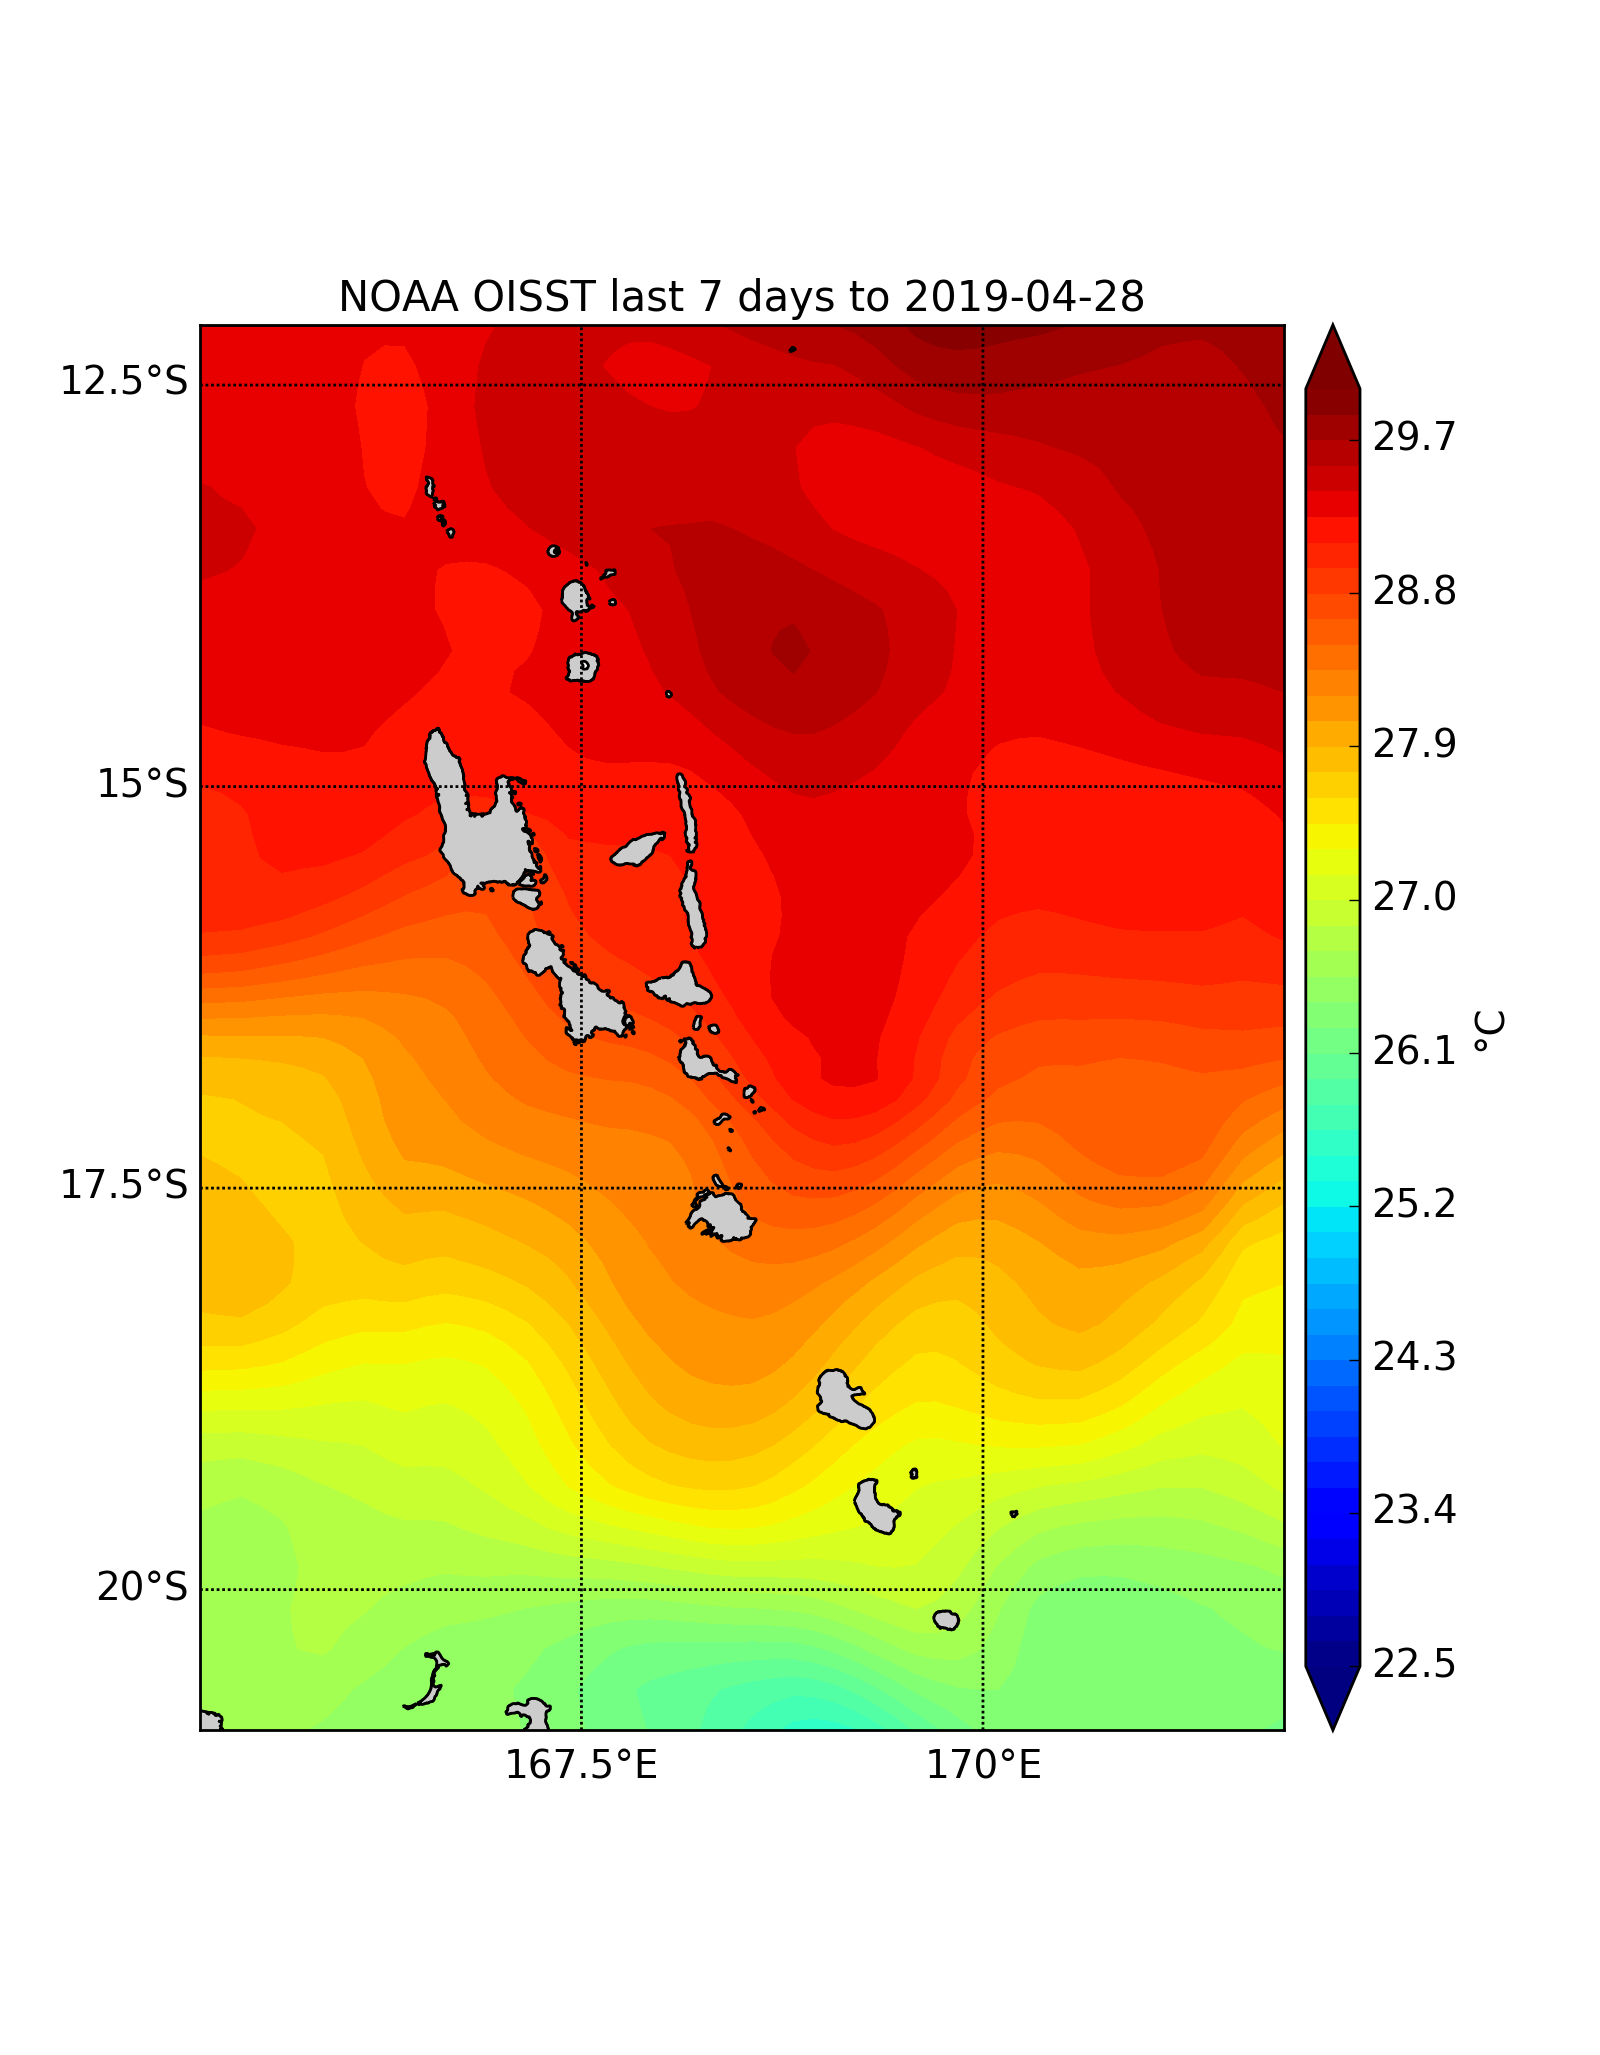 NOAA OISST last 7 days to 2019-04-28
12.5°S
15°S
17.5°S
20°S
167.5°E
170°E
29.7
28.8
27.9
27.0
26.1
25.2
24.3
23.4
22.5
°C